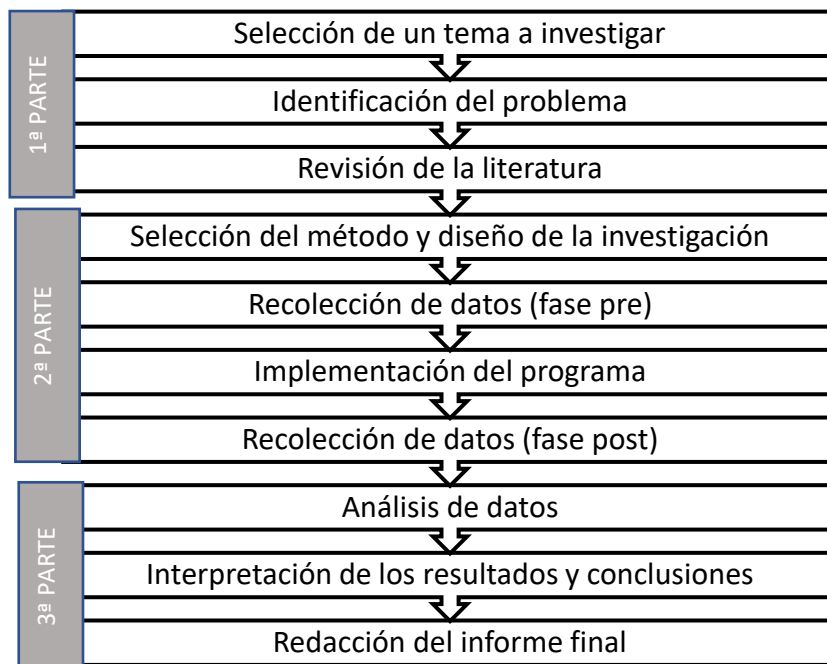 1ª PARTE
Selección de un tema a investigar
Identificación del problema
Revisión de la literatura
2ª PARTE
Selección del método y diseño de la investigación
Recolección de datos (fase pre)
Implementación del programa
Recolección de datos (fase post)
3ª PARTE
Análisis de datos
Interpretación de los resultados y conclusiones
Redacción del informe final